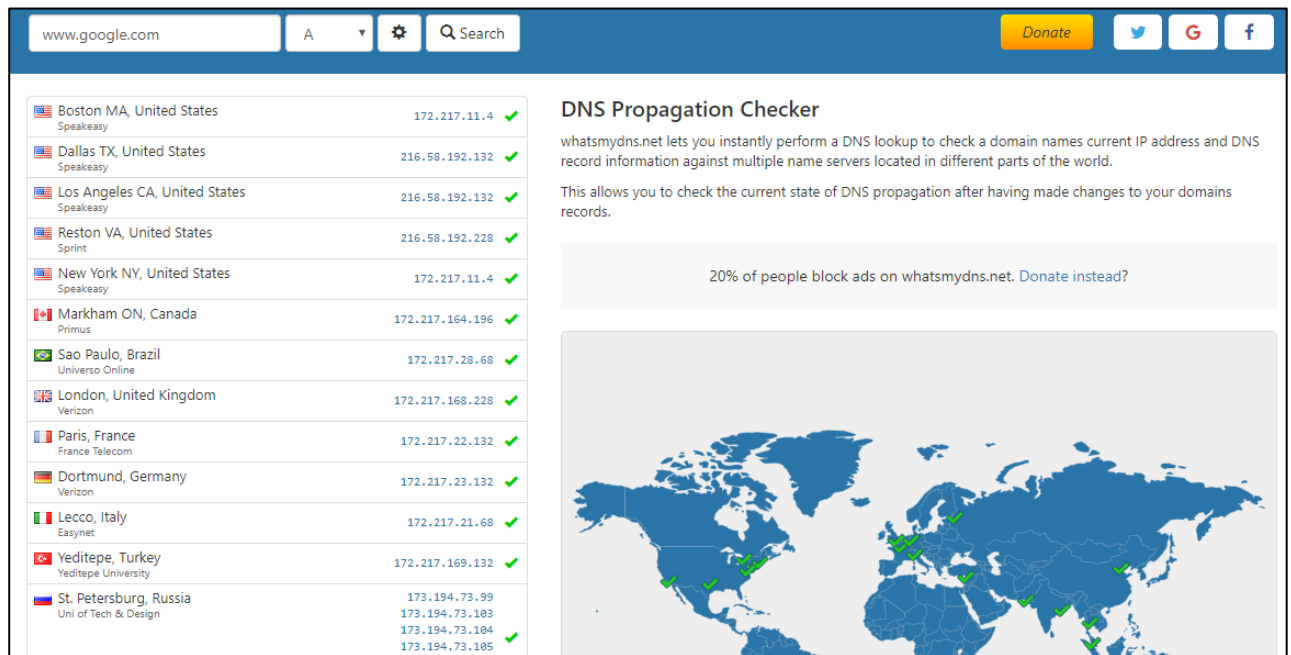 www.google.com A Search Donate
Boston MA, United States
Speakeasy
172.217.11.4
Dallas TX, United States
Speakeasy
216.58.192.132
Los Angeles CA, United States
Speakeasy
216.58.192.132
Reston VA, United States
Sprint
216.58.192.228
New York NY, United States
Speakeasy
172.217.11.4
Markham ON, Canada
Primus
172.217.164.196
Sao Paulo, Brazil
Universo Online
172.217.28.68
London, United Kingdom
Verizon
172.217.168.228
Paris, France
France Telecom
172.217.22.132
Dortmund, Germany
Verizon
172.217.23.132
Lecco, Italy
Easynet
172.217.21.68
Yeditepe, Turkey
Yeditepe University
172.217.169.132
St. Petersburg, Russia
Uni of Tech & Design
173.194.73.99
173.194.73.103
173.194.73.104
173.194.73.105
DNS Propagation Checker
whatsmydns.net lets you instantly perform a DNS lookup to check a domain names current IP address and DNS
record information against multiple name servers located in different parts of the world.
This allows you to check the current state of DNS propagation after having made changes to your domains
records.
20% of people block ads on whatsmydns.net. Donate instead?